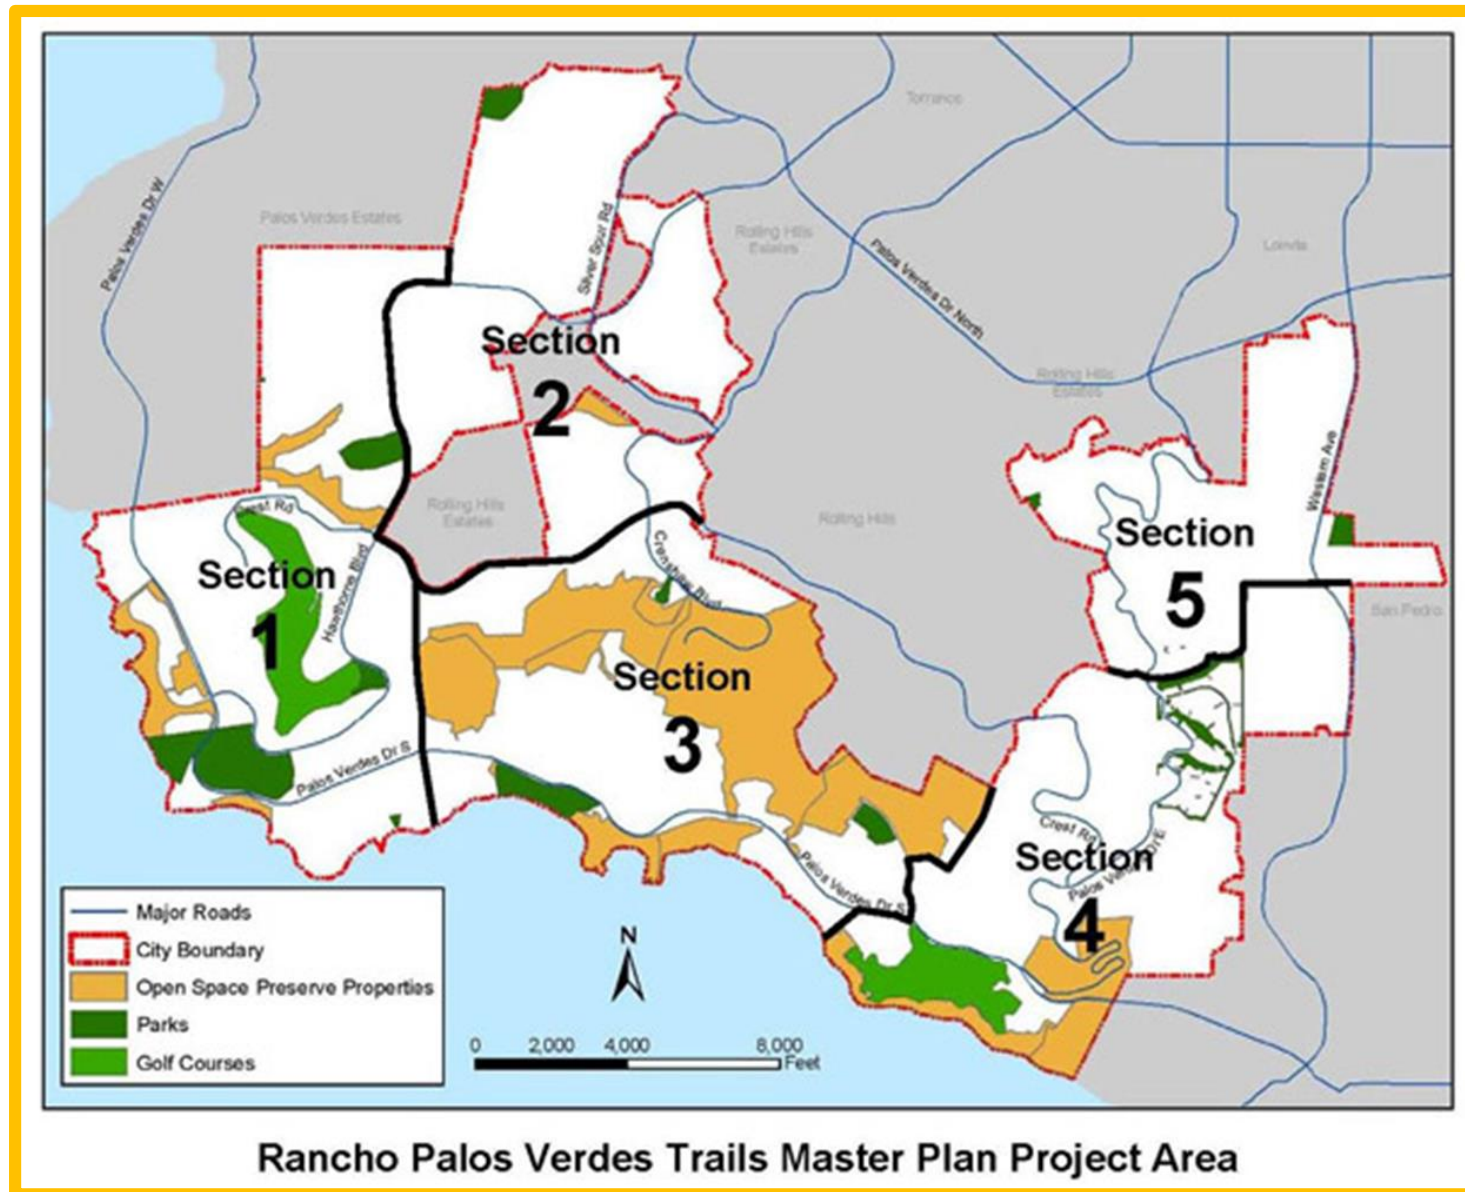 Torrance
Palos Verdes Dr W
Palos Verdes Estates
Silver Spur Rd
Rolling Hills
Estates
Palos Verdes Dr North
Lomita
Section
2
Rolling Hills
Estates
Western Ave
Rolling Hills
Estates
Rolling Hills
Crest Rd
Section
1
Hawthorne Blvd
Crenshaw Blvd
Section
5
San Pedro
Section
3
Palos Verdes Dr S
Crest Rd
Section
4
Palos Verdes Dr E
Palos Verdes Dr S
Major Roads
City Boundary
Open Space Preserve Properties
Parks
Golf Courses
N
0 2,000 4,000 8,000
Feet
Rancho Palos Verdes Trails Master Plan Project Area